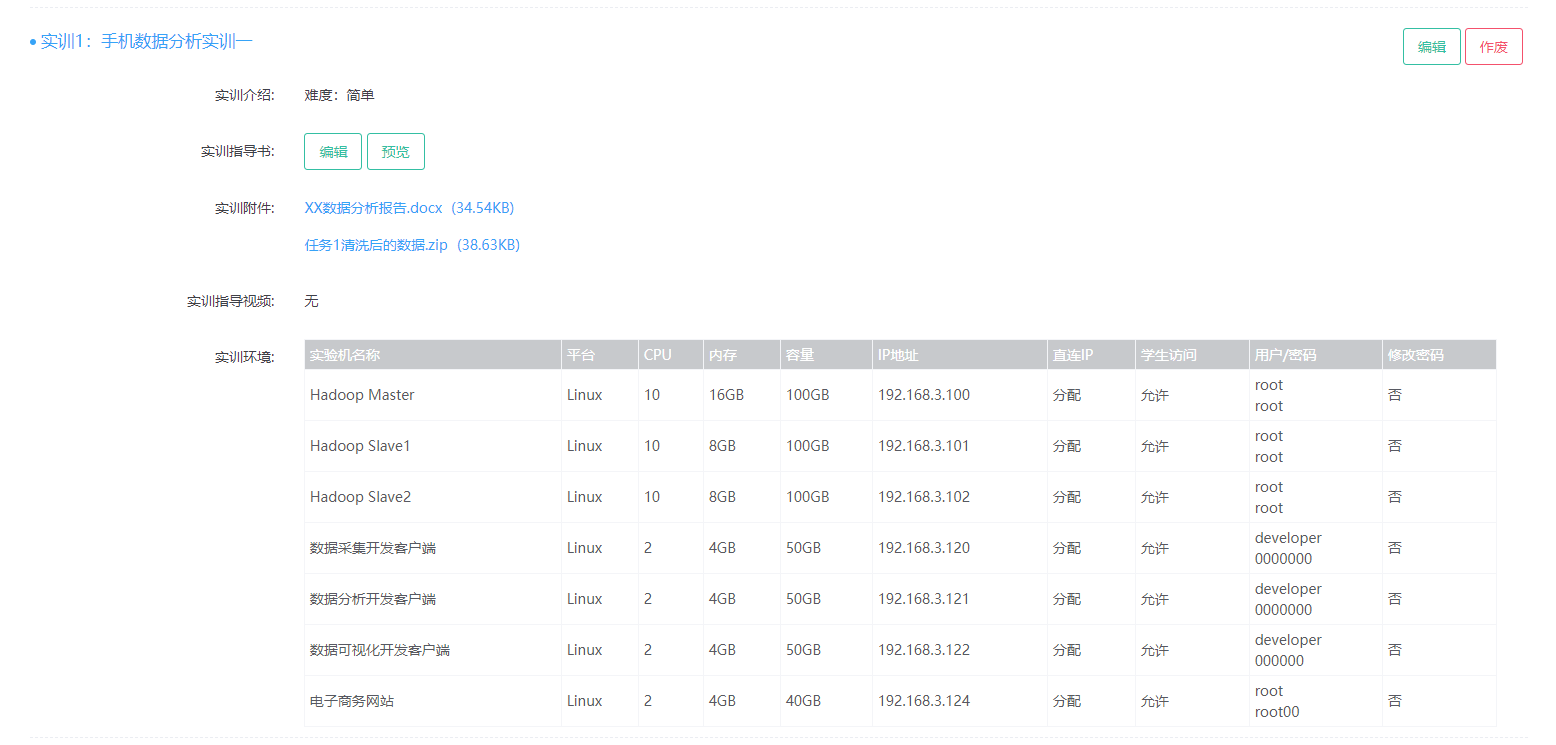 实训1：手机数据分析实训一
编辑 作废
实训介绍: 难度：简单
实训指导书: 编辑 预览
实训附件: XX数据分析报告.docx (34.54KB)
任务1清洗后的数据.zip (38.63KB)
实训指导视频: 无
实训环境: 实验机名称 平台 CPU 内存 容量 IP地址 直连IP 学生访问 用户/密码 修改密码
Hadoop Master Linux 10 16GB 100GB 192.168.3.100 分配 允许 root root 否
Hadoop Slave1 Linux 10 8GB 100GB 192.168.3.101 分配 允许 root root 否
Hadoop Slave2 Linux 10 8GB 100GB 192.168.3.102 分配 允许 root root 否
数据采集开发客户端 Linux 2 4GB 50GB 192.168.3.120 分配 允许 developer 0000000 否
数据分析开发客户端 Linux 2 4GB 50GB 192.168.3.121 分配 允许 developer 0000000 否
数据可视化开发客户端 Linux 2 4GB 50GB 192.168.3.122 分配 允许 developer 000000 否
电子商务网站 Linux 2 4GB 40GB 192.168.3.124 分配 允许 root root00 否